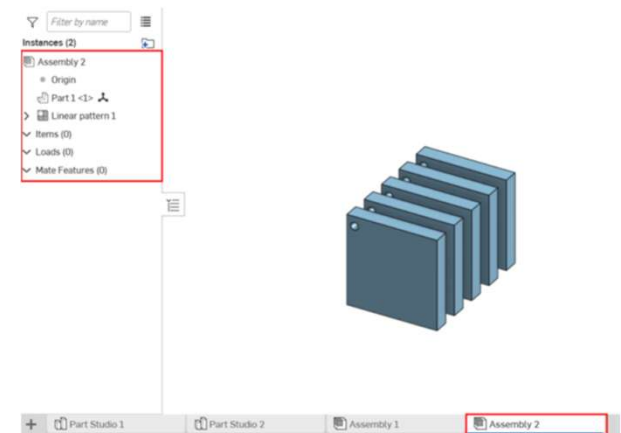 Filter by name
Instances (2)
Assembly 2
Origin
Part 1 <1>
Linear pattern 1
Items (0)
Loads (0)
Mate Features (0)
Part Studio 1
Part Studio 2
Assembly 1
Assembly 2